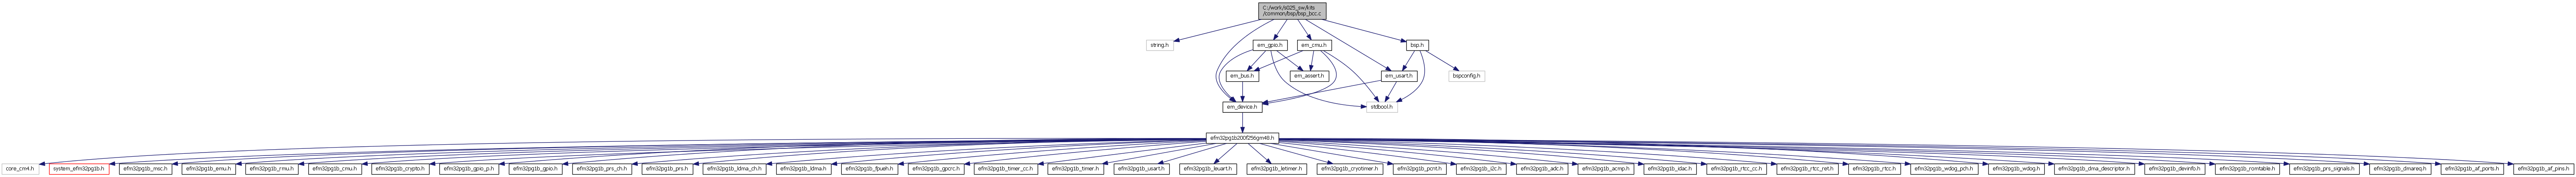 C:/work/s025_sw/kits
/common/bsp/bsp_bcc.c
string.h
em_gpio.h
em_cmu.h
bsp.h
em_bus.h
em_assert.h
em_usart.h
bspconfig.h
em_device.h
stdbool.h
efm32pg1b200f256gm48.h
core_cm4.h
system_efm32pg1b.h
efm32pg1b_msc.h
efm32pg1b_emu.h
efm32pg1b_rmu.h
efm32pg1b_cmu.h
efm32pg1b_crypto.h
efm32pg1b_gpio_p.h
efm32pg1b_gpio.h
efm32pg1b_prs_ch.h
efm32pg1b_prs.h
efm32pg1b_ldma_ch.h
efm32pg1b_ldma.h
efm32pg1b_fpueh.h
efm32pg1b_gpcrc.h
efm32pg1b_timer_cc.h
efm32pg1b_timer.h
efm32pg1b_usart.h
efm32pg1b_leuart.h
efm32pg1b_letimer.h
efm32pg1b_cryotimer.h
efm32pg1b_pcnt.h
efm32pg1b_i2c.h
efm32pg1b_adc.h
efm32pg1b_acmp.h
efm32pg1b_idac.h
efm32pg1b_rtcc_cc.h
efm32pg1b_rtcc_ret.h
efm32pg1b_rtcc.h
efm32pg1b_wdog_pch.h
efm32pg1b_wdog.h
efm32pg1b_dma_descriptor.h
efm32pg1b_devinfo.h
efm32pg1b_romtable.h
efm32pg1b_prs_signals.h
efm32pg1b_dmareq.h
efm32pg1b_af_ports.h
efm32pg1b_af_pins.h